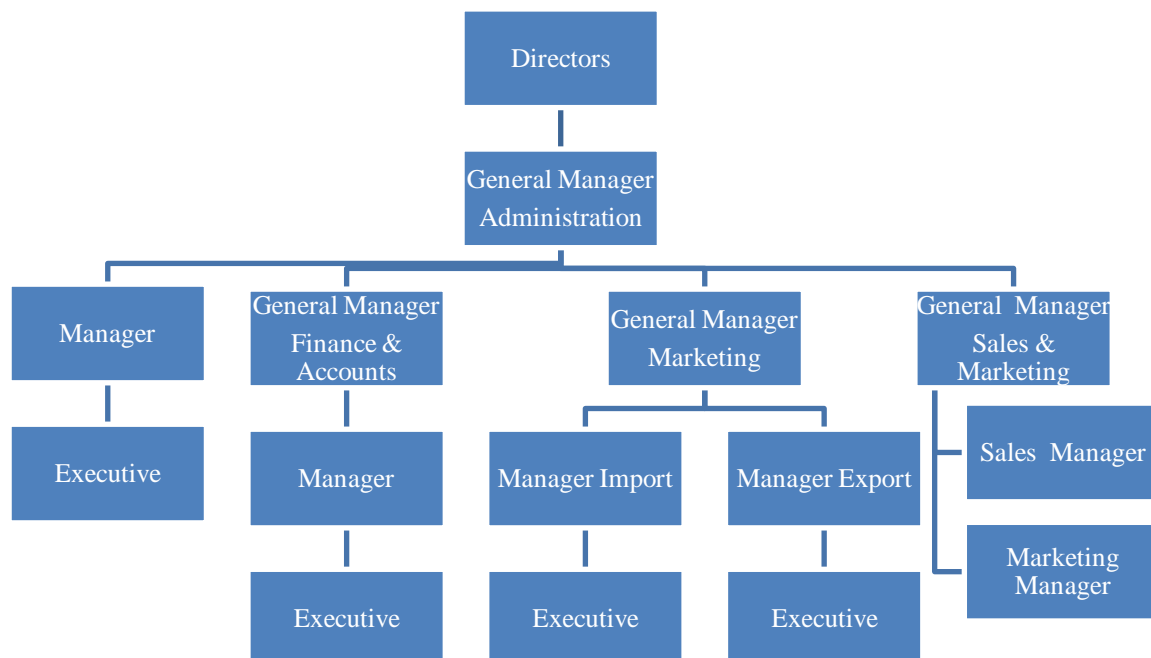 Directors
General Manager
Administration
Manager
General Manager
Finance &
Accounts
General Manager
Marketing
General Manager
Sales &
Marketing
Executive
Manager
Manager Import
Manager Export
Sales Manager
Executive
Executive
Executive
Marketing
Manager